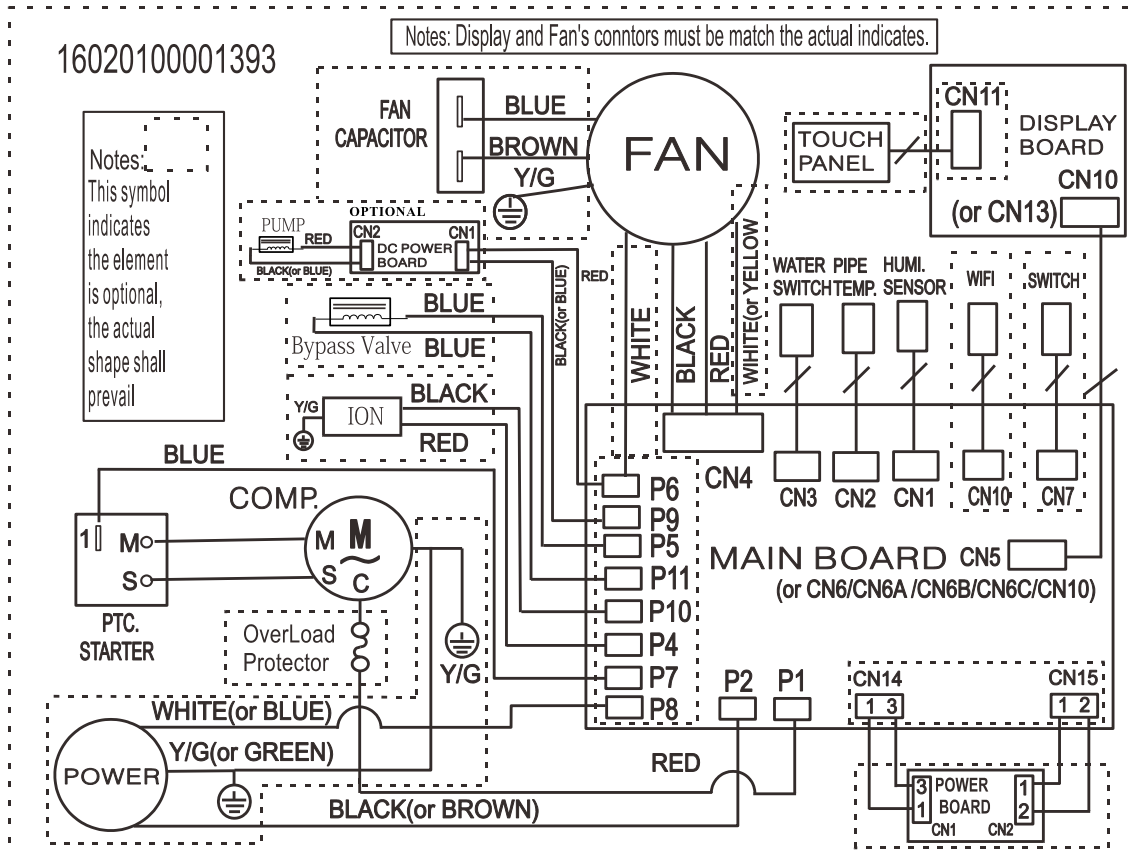 Notes: Display and Fan's conntors must be match the actual indicates.
16020100001393
Notes:
This symbol
indicates
the element
is optional,
the actual
shape shall
prevail
FAN
CAPACITOR
BLUE
BROWN
Y/G
FAN
TOUCH
PANEL
CN11
DISPLAY
BOARD
CN10
(or CN13)
OPTIONAL
PUMP
RED
BLACK(or BLUE)
CN2
CN1
DC POWER
BOARD
RED
BLACK(or BLUE)
BLUE
Bypass Valve
BLUE
Y/G
ION
BLACK
RED
WHITE
BLACK
RED
WIHITE(or YELLOW)
WATER
SWITCH
PIPE
TEMP.
HUMI.
SENSOR
WIFI
SWITCH
CN4
CN3
CN2
CN1
CN10
CN7
P6
P9
P5
P11
P10
P4
P7
P8
MAIN BOARD
CN5
(or CN6/CN6A /CN6B/CN6C/CN10)
BLUE
COMP.
1
M
S
PTC.
STARTER
M
S
M
C
OverLoad
Protector
Y/G
P2
P1
CN14
1 3
CN15
1 2
WHITE(or BLUE)
Y/G(or GREEN)
POWER
BLACK(or BROWN)
RED
3
1
POWER
BOARD
CN1
CN2
1
2